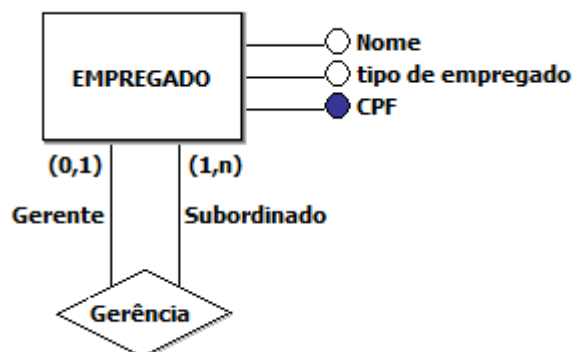 Nome
EMPREGADO
tipo de empregado
CPF
(0,1)
(1,n)
Gerente
Subordinado
Gerência